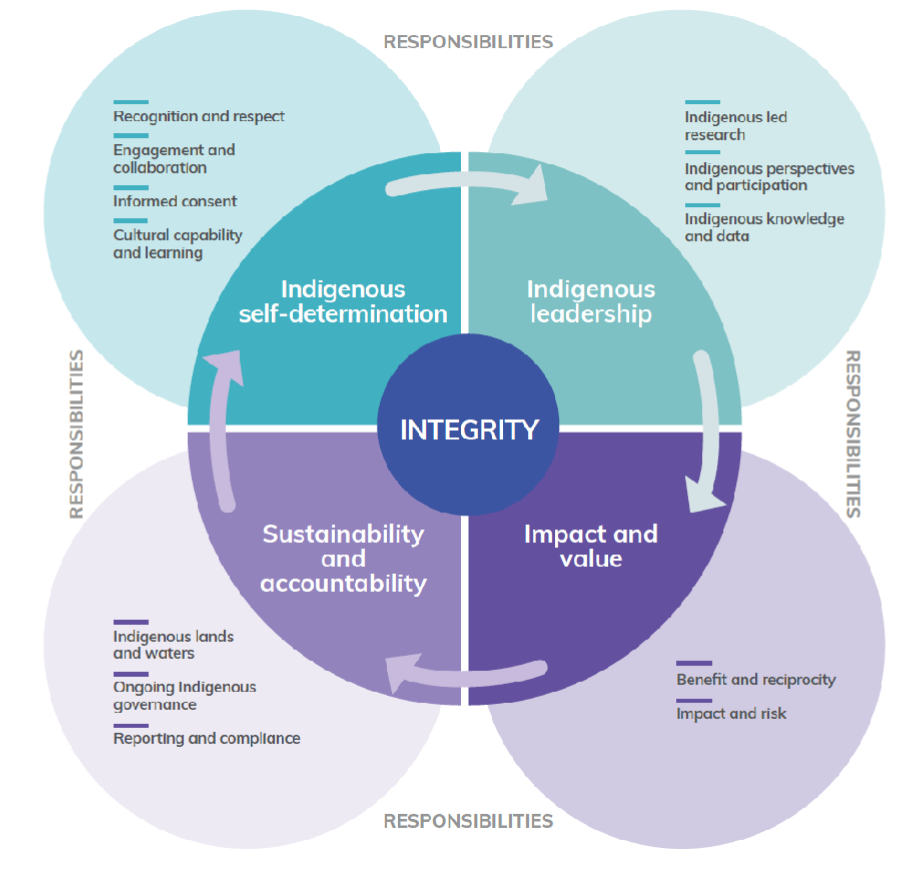 RESPONSIBILITIES
Recognition and respect
Engagement and
collaboration
Informed consent
Cultural capability
and learning
Indigenous led
research
Indigenous perspectives
and participation
Indigenous knowledge
and data
Indigenous
self-determination
Indigenous
leadership
RESPONSIBILITIES
INTEGRITY
RESPONSIBILITIES
Sustainability
and
accountability
Impact and
value
Indigenous lands
and waters
Ongoing Indigenous
governance
Reporting and compliance
Benefit and reciprocity
Impact and risk
RESPONSIBILITIES